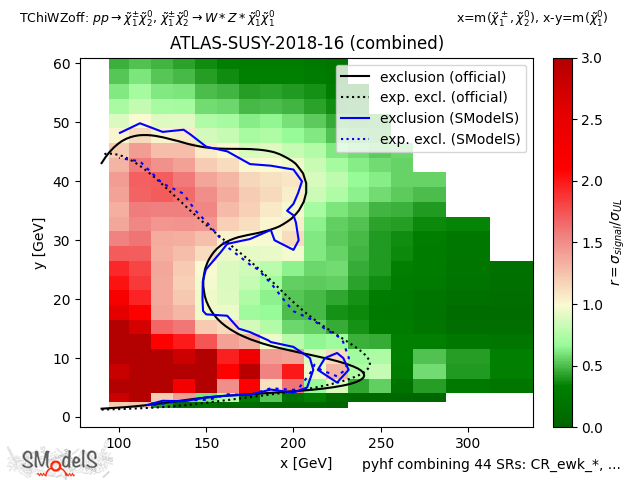 TChiWZoff: pp → χ̃₁±χ̃₂⁰, χ̃₁±χ̃₂⁰ → W*Z*χ̃₁⁰χ̃₁⁰
x=m(χ̃₁±, χ̃₂⁰), x-y=m(χ̃₁⁰)
ATLAS-SUSY-2018-16 (combined)
exclusion (official)
exp. excl. (official)
exclusion (SModelS)
exp. excl. (SModelS)
60
50
40
30
20
10
0
y [GeV]
100 150 200 250 300
x [GeV]
3.0
2.5
2.0
1.5
1.0
0.5
0.0
r = σ_signal/σ_UL
SModelS
pyhf combining 44 SRs: CR_ewk_*, ...